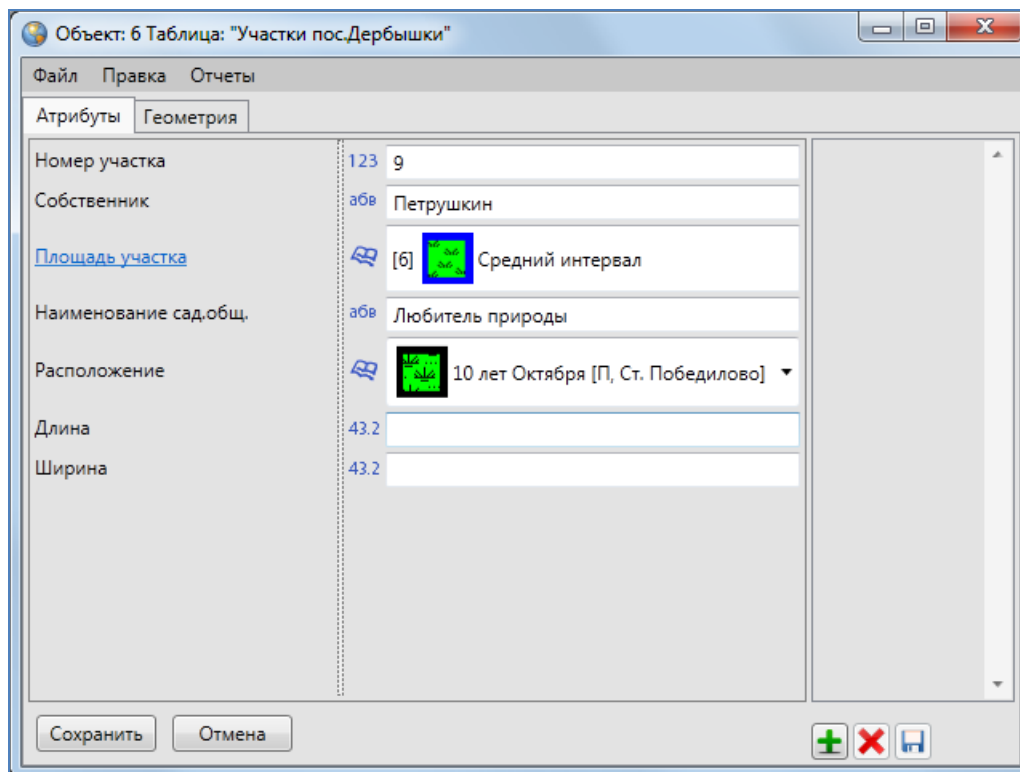 Объект: 6 Таблица: "Участки пос.Дербышки"
Файл Правка Отчеты
Атрибуты Геометрия
Номер участка 123 9
Собственник абв Петрушкин
Площадь участка [6] Средний интервал
Наименование сад.общ. абв Любитель природы
Расположение 10 лет Октября [П, Ст. Победилово]
Длина 43.2
Ширина 43.2
Сохранить Отмена